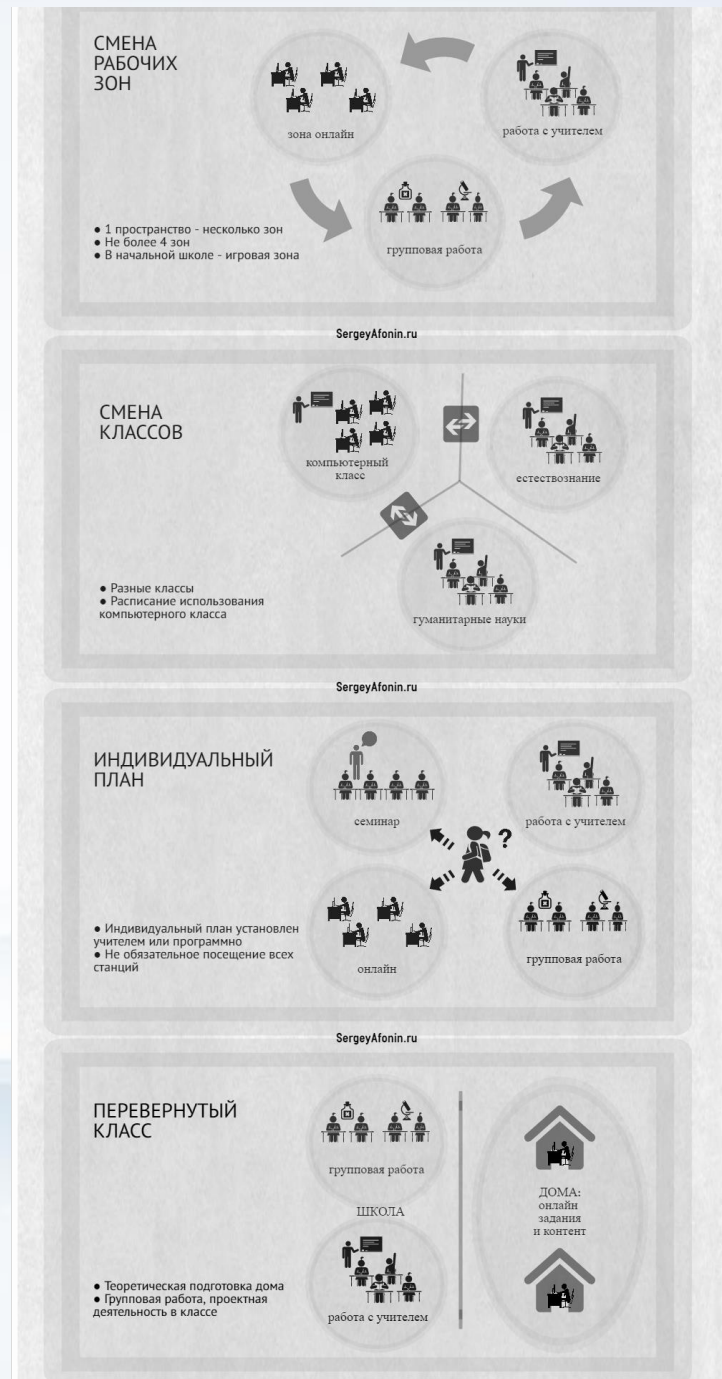 СМЕНА
РАБОЧИХ
ЗОН
зона онлайн
работа с учителем
групповая работа
● 1 пространство - несколько зон
● Не более 4 зон
● В начальной школе - игровая зона
SergeyAfonin.ru
СМЕНА
КЛАССОВ
компьютерный
класс
естествознание
гуманитарные науки
● Разные классы
● Расписание использования
компьютерного класса
SergeyAfonin.ru
ИНДИВИДУАЛЬНЫЙ
ПЛАН
семинар
работа с учителем
?
онлайн
групповая работа
● Индивидуальный план установлен
учителем или программно
● Не обязательное посещение всех
станций
SergeyAfonin.ru
ПЕРЕВЕРНУТЫЙ
КЛАСС
групповая работа
ШКОЛА
работа с учителем
ДОМА:
онлайн
задания
и контент
● Теоретическая подготовка дома
● Групповая работа, проектная
деятельность в классе